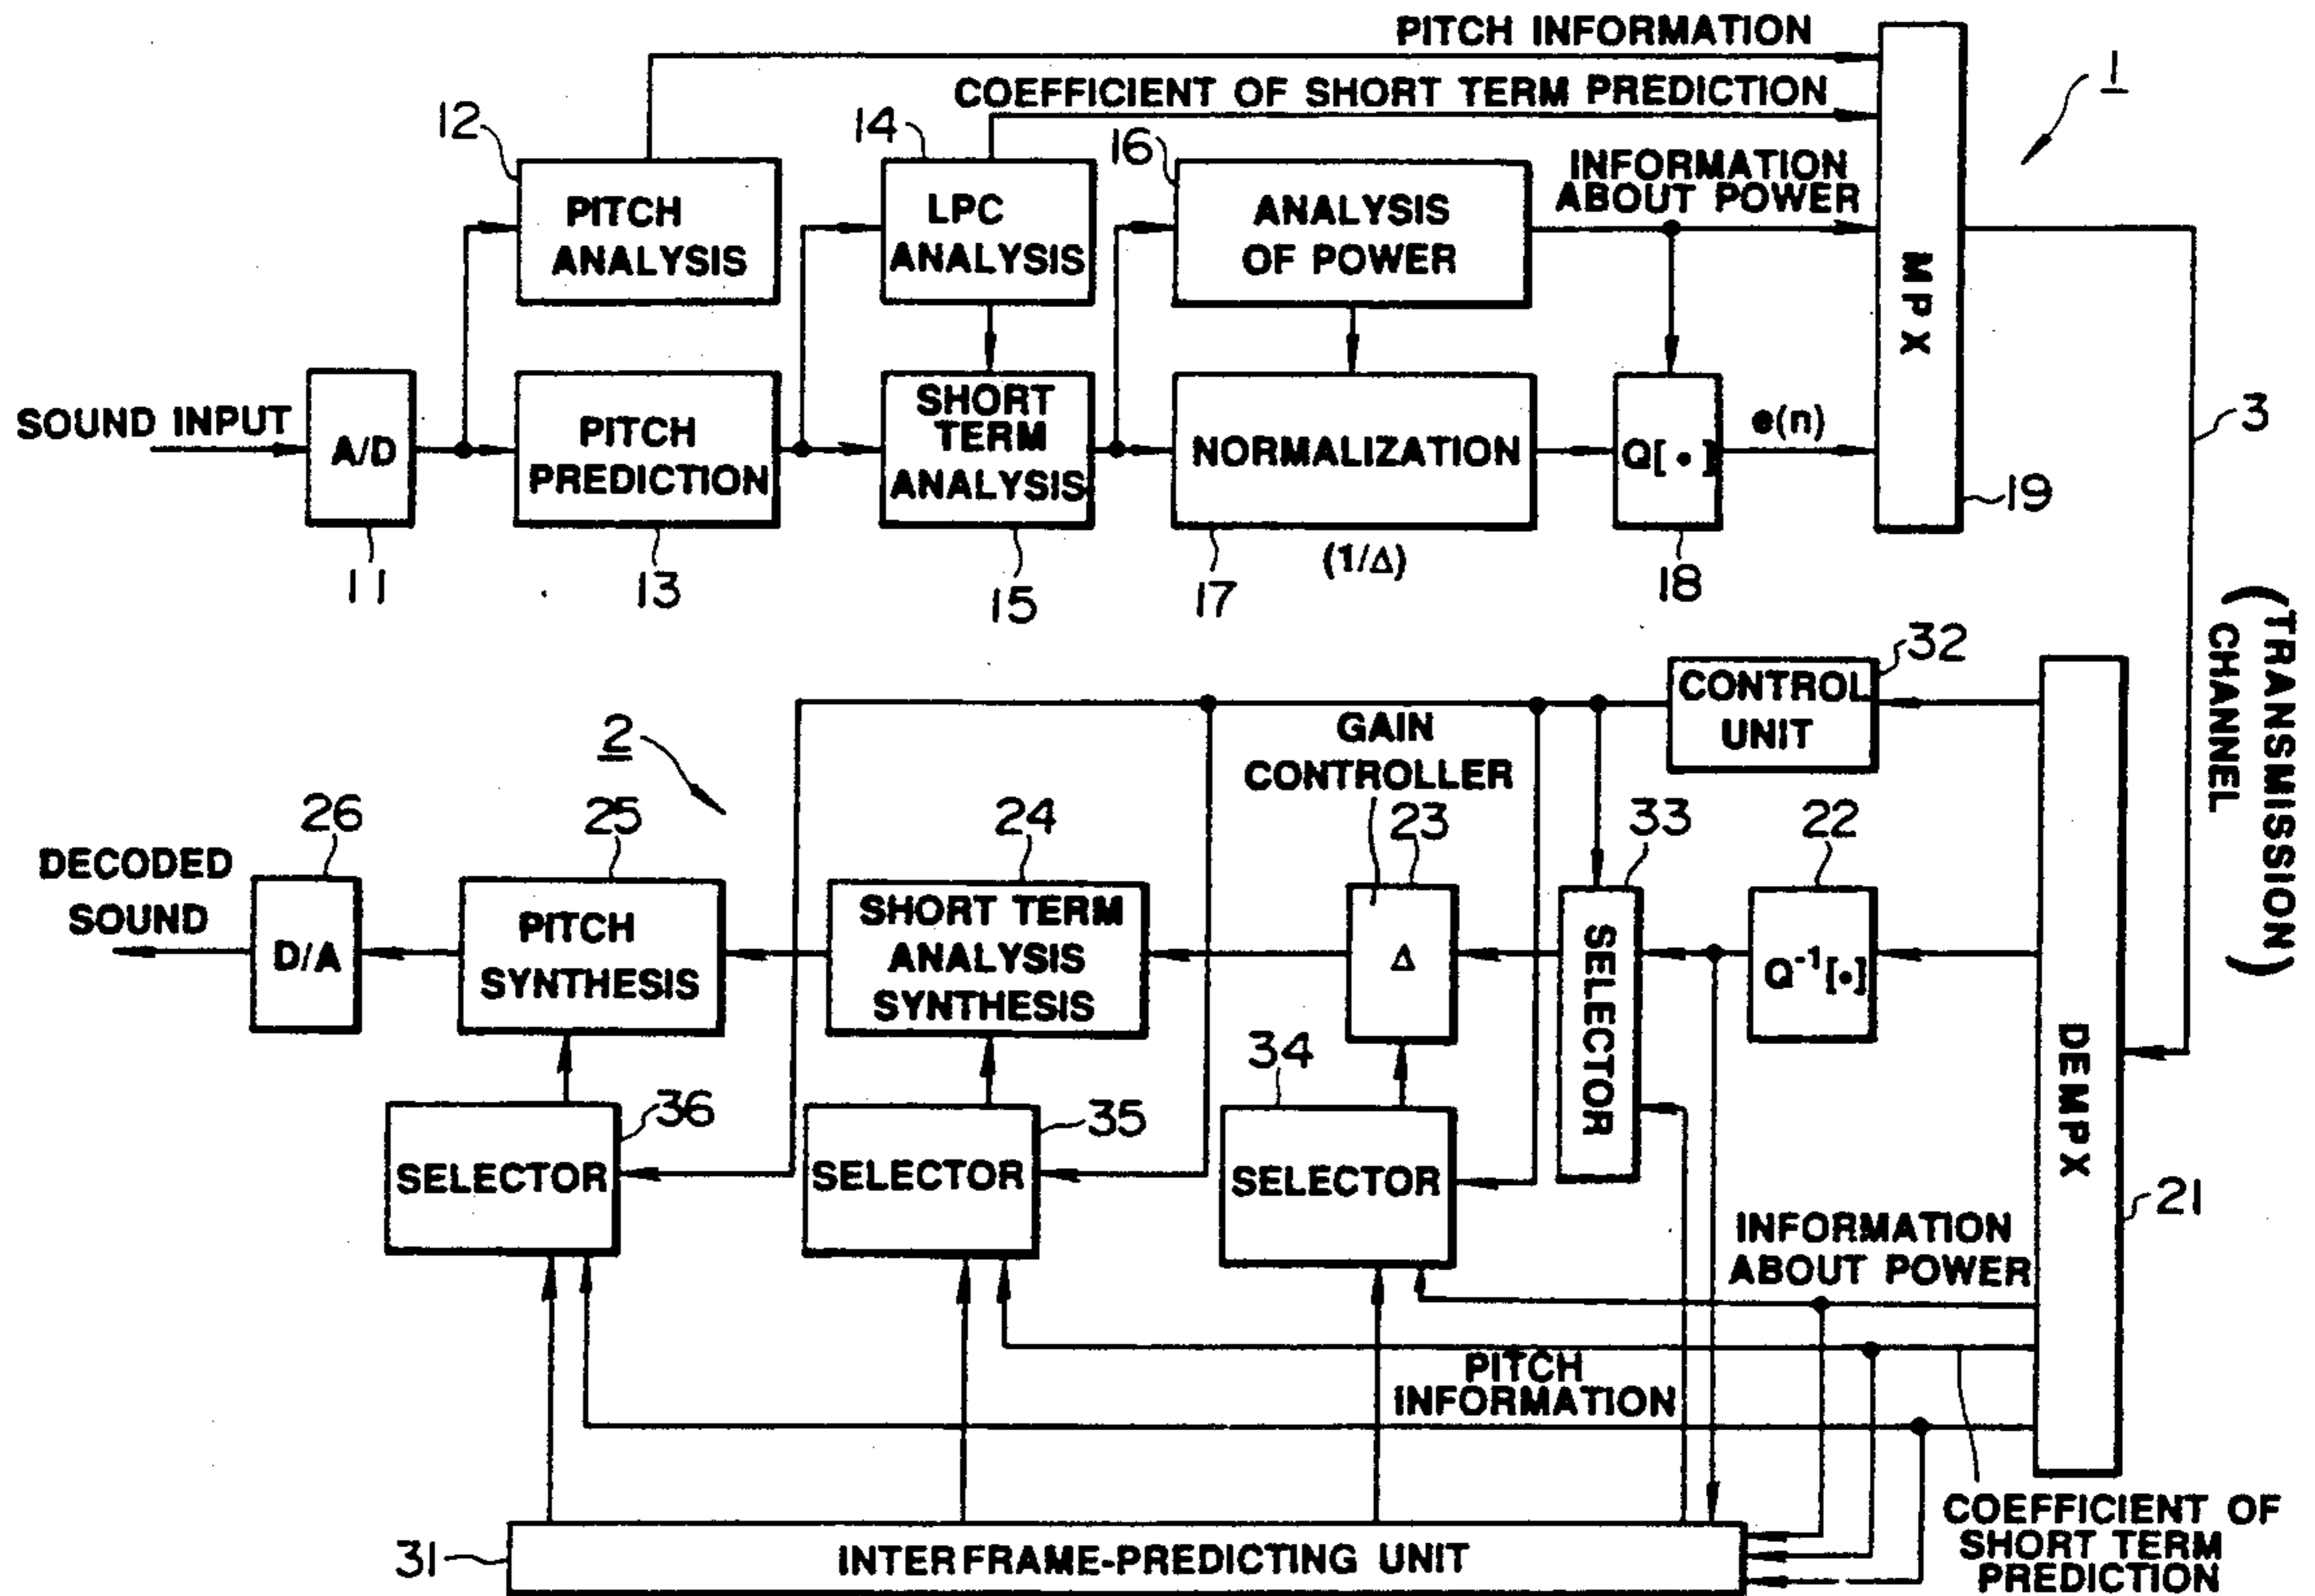 PITCH INFORMATION
1
COEFFICIENT OF SHORT TERM PREDICTION
12
14
16
INFORMATION
ABOUT POWER
PITCH
ANALYSIS
LPC
ANALYSIS
ANALYSIS
OF POWER
MPX
SOUND INPUT
A/D
PITCH
PREDICTION
SHORT
TERM
ANALYSIS
NORMALIZATION
Q[•]
e(n)
3
19
11
13
15
17
(1/Δ)
18
(TRANSMISSION
CHANNEL)
32
CONTROL
UNIT
2
GAIN
CONTROLLER
26
25
24
23
33
22
DECODED
SOUND
D/A
PITCH
SYNTHESIS
SHORT TERM
ANALYSIS
SYNTHESIS
Δ
SELECTOR
Q⁻¹[•]
DEMPX
34
36
35
SELECTOR
SELECTOR
SELECTOR
21
INFORMATION
ABOUT POWER
PITCH
INFORMATION
COEFFICIENT OF
SHORT TERM
PREDICTION
31
INTERFRAME-PREDICTING UNIT